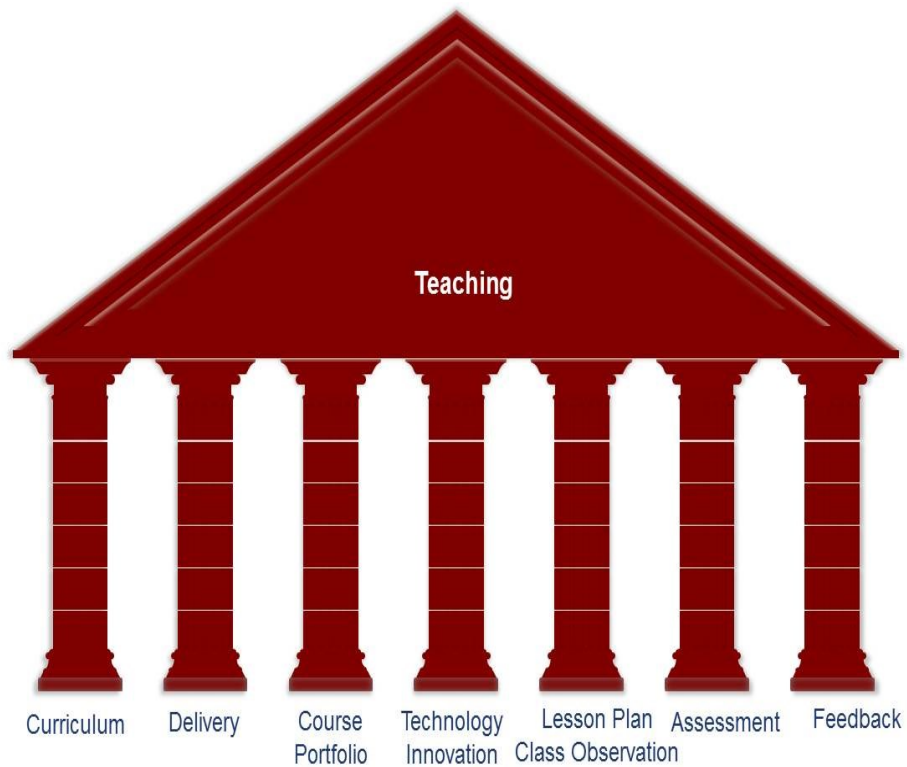 Teaching
Curriculum
Delivery
Course
Portfolio
Technology
Innovation
Lesson Plan
Class Observation
Assessment
Feedback